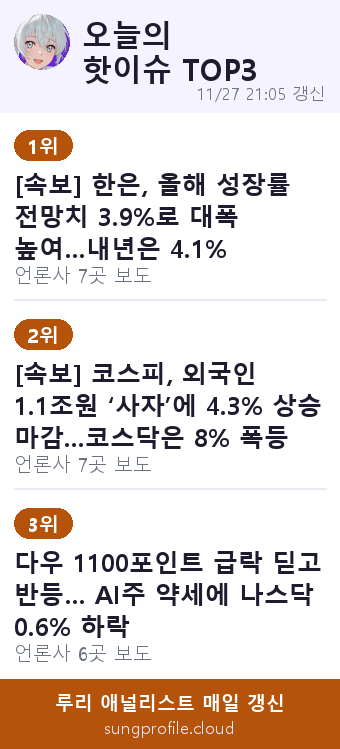 오늘의
핫이슈 TOP3
11/27 21:05 갱신
1위
[속보] 한은, 올해 성장률
전망치 3.9%로 대폭
높여…내년은 4.1%
언론사 7곳 보도
2위
[속보] 코스피, 외국인
1.1조원 ‘사자’에 4.3% 상승
마감…코스닥은 8% 폭등
언론사 7곳 보도
3위
다우 1100포인트 급락 딛고
반등… AI주 약세에 나스닥
0.6% 하락
언론사 6곳 보도
루리 애널리스트 매일 갱신
sungprofile.cloud